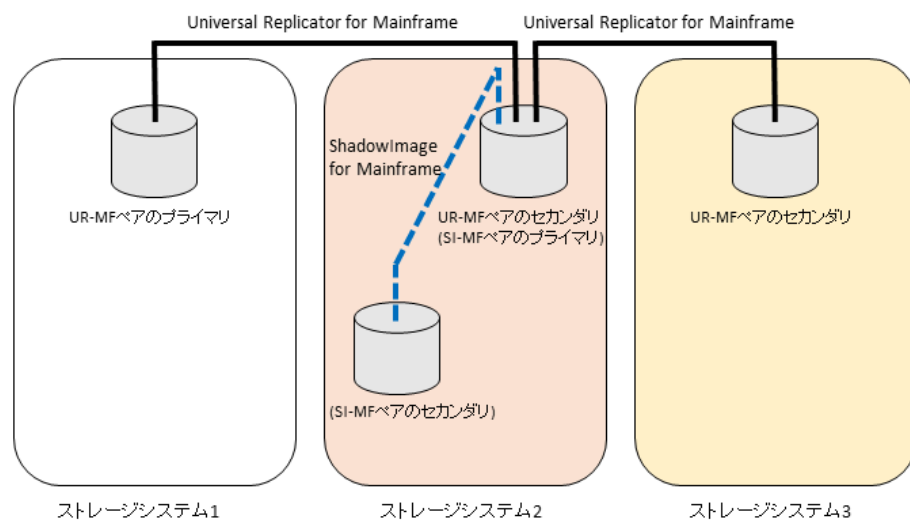 Universal Replicator for Mainframe
Universal Replicator for Mainframe
ShadowImage
for Mainframe
UR-MFペアのプライマリ
UR-MFペアのセカンダリ
(SI-MFペアのプライマリ)
UR-MFペアのセカンダリ
(SI-MFペアのセカンダリ)
ストレージシステム1
ストレージシステム2
ストレージシステム3